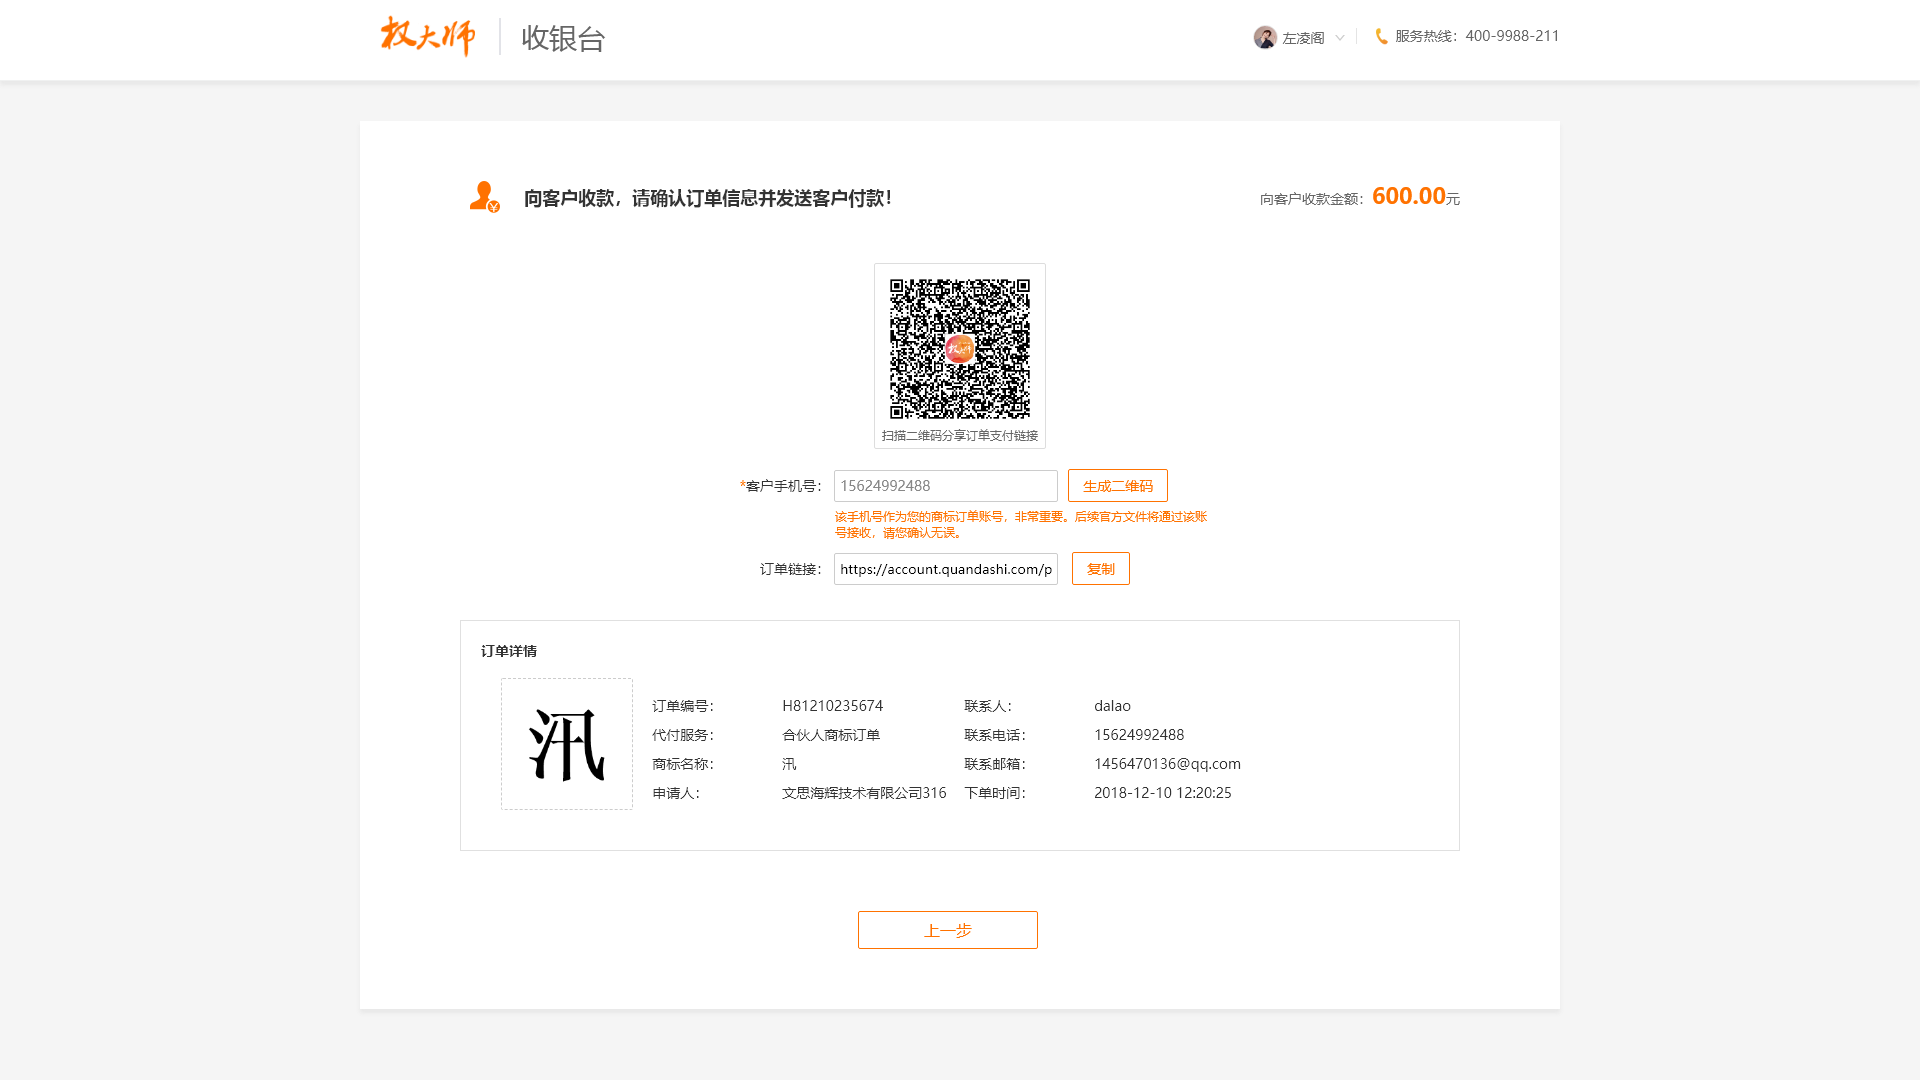 权大师
收银台
左凌阁
服务热线：400-9988-211
向客户收款，请确认订单信息并发送客户付款！
向客户收款金额：600.00元
权大师
扫描二维码分享订单支付链接
*客户手机号：
15624992488
生成二维码
该手机号作为您的商标订单账号，非常重要。后续官方文件将通过该账
号接收，请您确认无误。
订单链接：
https://account.quandashi.com/p
复制
订单详情
汛
订单编号： H81210235674 联系人： dalao
代付服务： 合伙人商标订单 联系电话： 15624992488
商标名称： 汛 联系邮箱： 1456470136@qq.com
申请人： 文思海辉技术有限公司316 下单时间： 2018-12-10 12:20:25
上一步